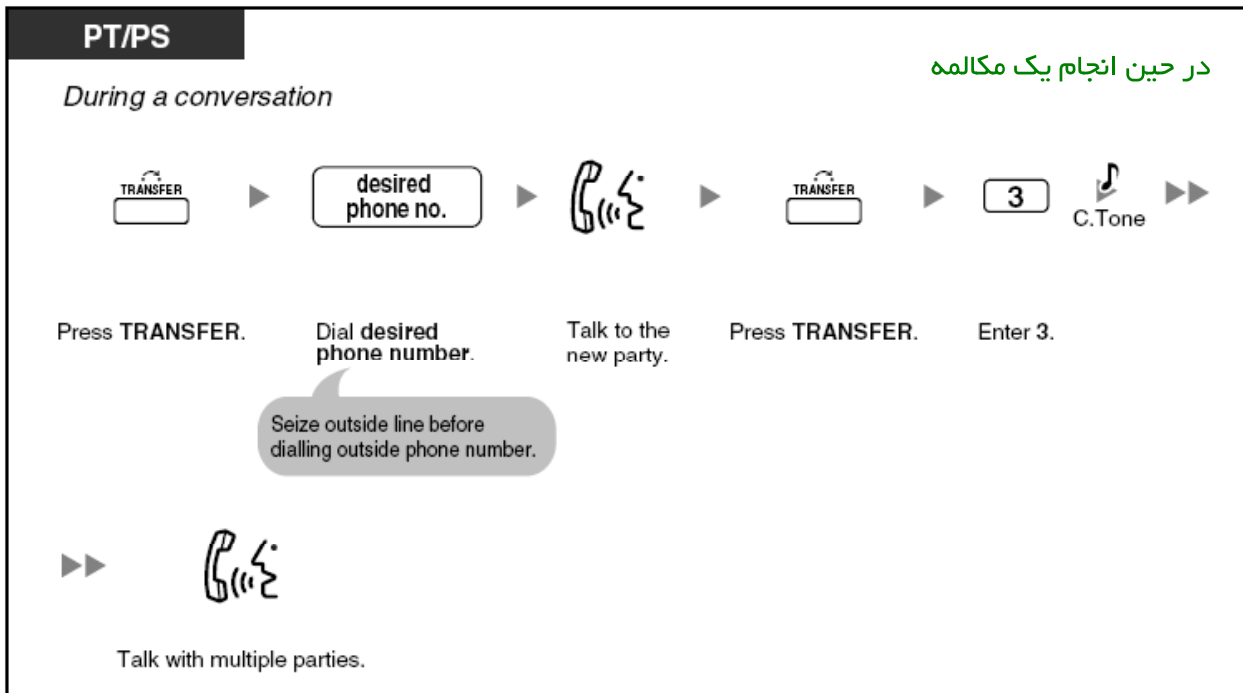 PT/PS
در حین انجام یک مکالمه
During a conversation
TRANSFER
desired
phone no.
TRANSFER
3
C.Tone
Press TRANSFER.
Dial desired
phone number.
Talk to the
new party.
Press TRANSFER.
Enter 3.
Seize outside line before
dialling outside phone number.
Talk with multiple parties.